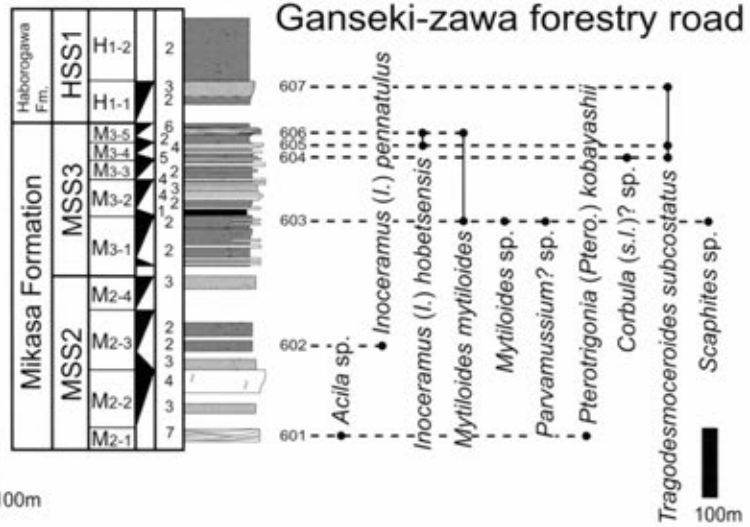 Ganseki-zawa forestry road
Haborogawa Fm.
HSS1
H1-2
H1-1
Mikasa Formation
MSS3
M3-5
M3-4
M3-3
M3-2
M3-1
MSS2
M2-4
M2-3
M2-2
M2-1
2
3
2
6
2
4
5
2
3
4
2
1
2
2
3
2
2
3
4
3
7
607
606
605
604
603
602
601
Acila sp.
Inoceramus (I.) pennatulus
Inoceramus (I.) hobetsensis
Mytiloides mytiloides
Mytiloides sp.
Parvamussium? sp.
Pterotrigonia (Ptero.) kobayashii
Corbula (s.l.)? sp.
Tragodesmoceroides subcostatus
Scaphites sp.
100m
100m